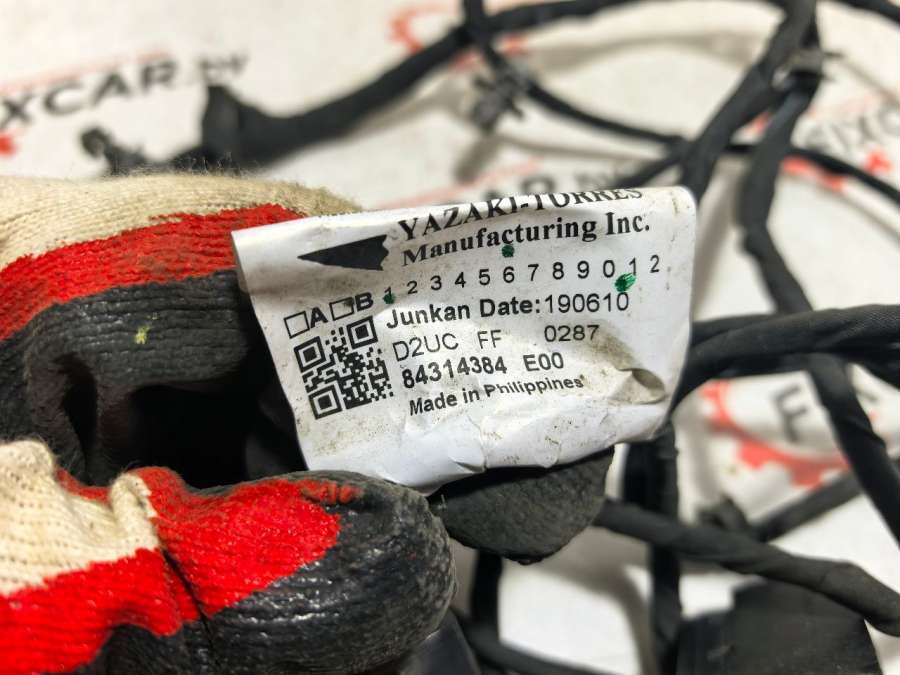 YAZAKI-TORRES
Manufacturing Inc.
1 2 3 4 5 6 7 8 9 0 1 2
A B
Junkan Date:190610
D2UC FF 0287
84314384 E00
Made in Philippines